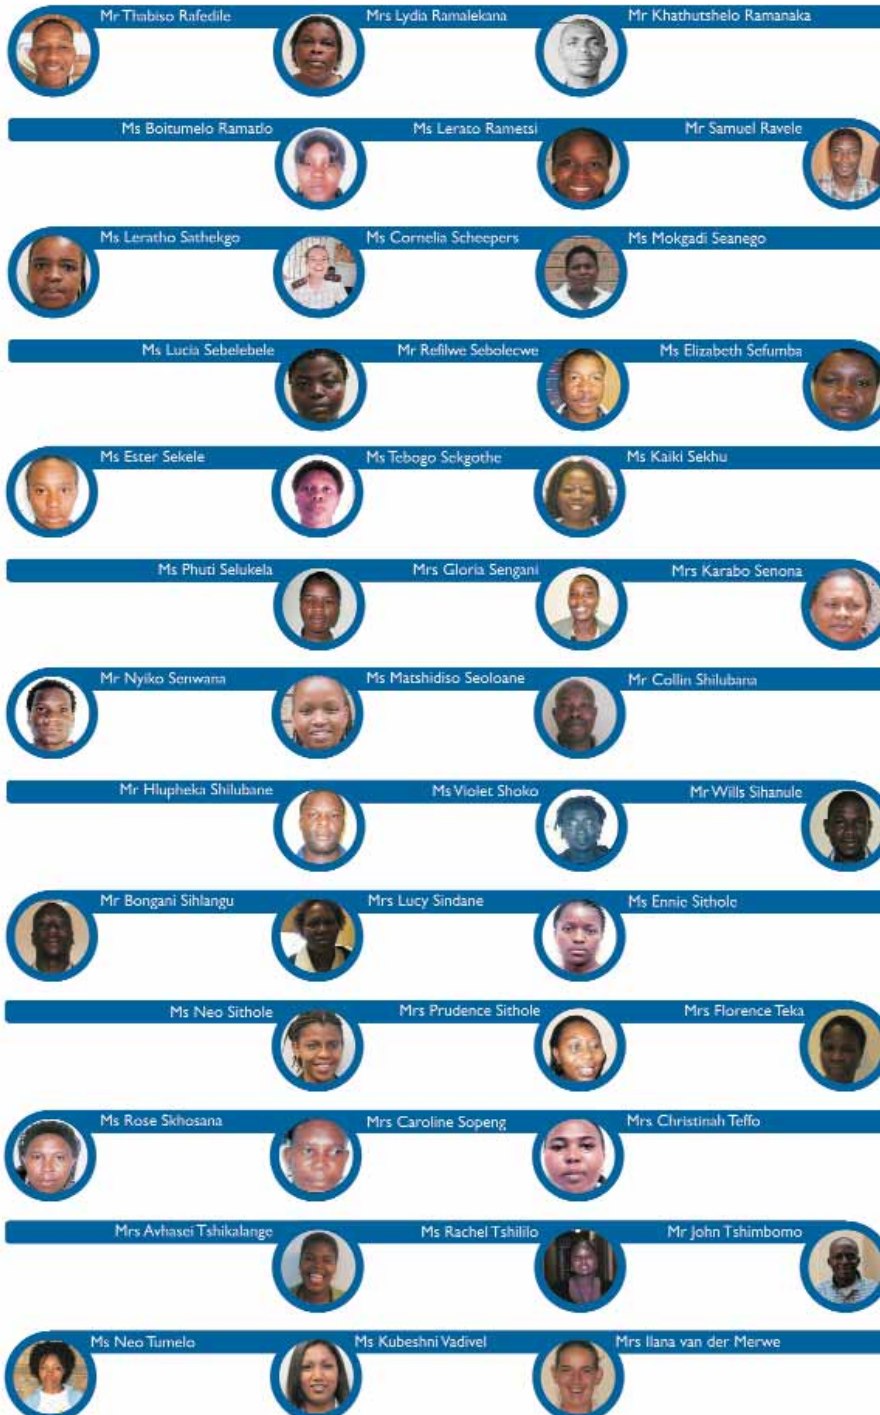 Mr Thabiso Rafedile Mrs Lydia Ramalekana Mr Khathutshelo Ramanaka
Ms Boitumelo Ramatlo Ms Lerato Rametsi Mr Samuel Ravele
Ms Leratho Sathekgo Ms Cornelia Scheepers Ms Mokgadi Seanego
Ms Lucia Sebelebele Mr Refilwe Sebolecwe Ms Elizabeth Sefumba
Ms Ester Sekele Ms Tebogo Sekgothe Ms Kaiki Sekhu
Ms Phuti Selukela Mrs Gloria Sengani Mrs Karabo Senona
Mr Nyiko Senwana Ms Matshidiso Seoloane Mr Collin Shilubana
Mr Hlupheka Shilubane Ms Violet Shoko Mr Wills Sihanule
Mr Bongani Sihlangu Mrs Lucy Sindane Ms Ennie Sithole
Ms Neo Sithole Mrs Prudence Sithole Mrs Florence Teka
Ms Rose Skhosana Mrs Caroline Sopeng Mrs Christinah Teffo
Mrs Avhasei Tshikalange Ms Rachel Tshililo Mr John Tshimbomo
Ms Neo Tumelo Ms Kubeshni Vadivel Mrs Ilana van der Merwe